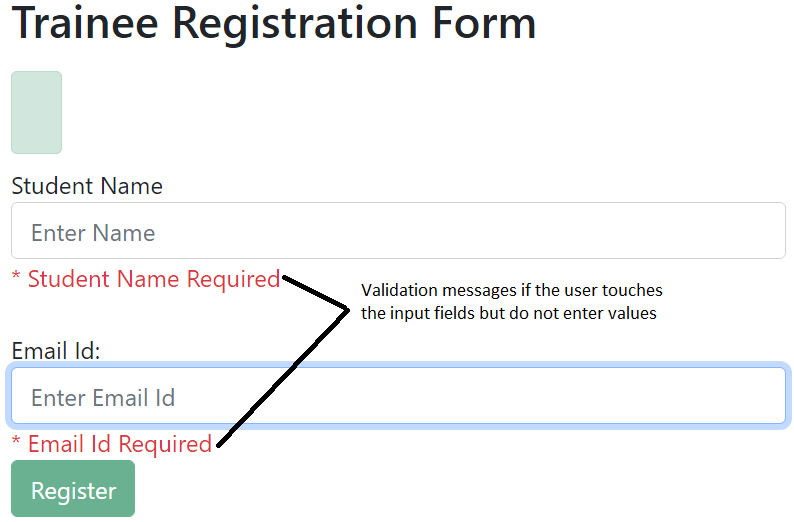 Trainee Registration Form
Student Name
Enter Name
* Student Name Required
Validation messages if the user touches
the input fields but do not enter values
Email Id:
Enter Email Id
* Email Id Required
Register